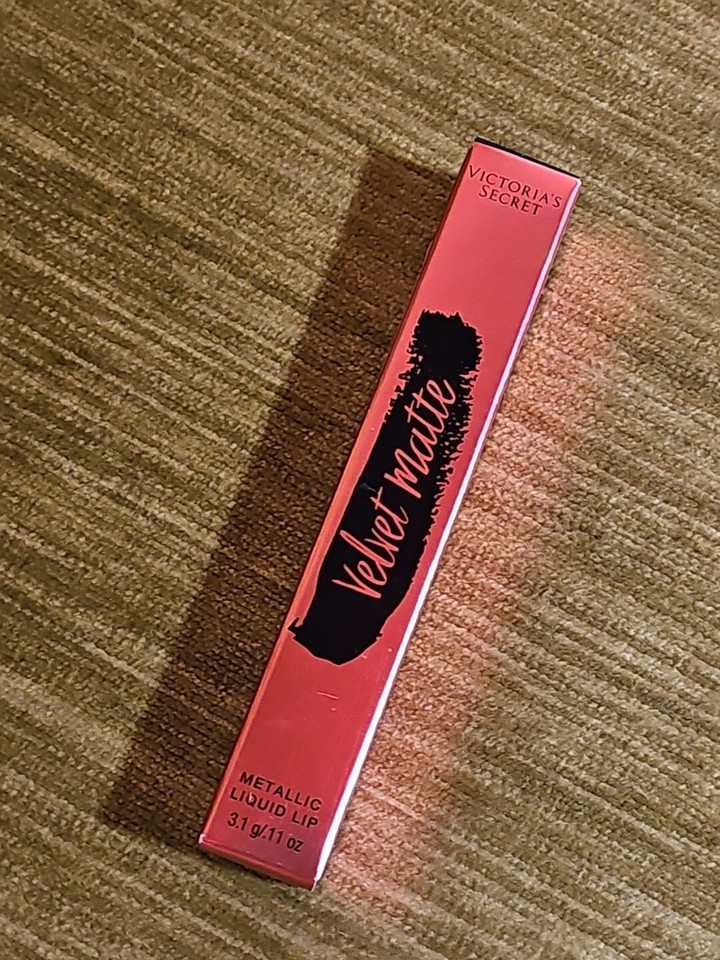 VICTORIA'S
SECRET
Velvet Matte
METALLIC
LIQUID LIP
3.1 g/.11 oz